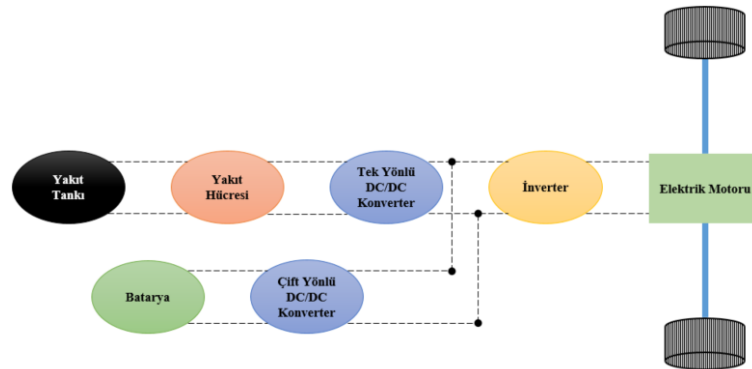 Yakıt
Tankı
Yakıt
Hücresi
Tek Yönlü
DC/DC
Konverter
İnverter
Elektrik Motoru
Batarya
Çift Yönlü
DC/DC
Konverter